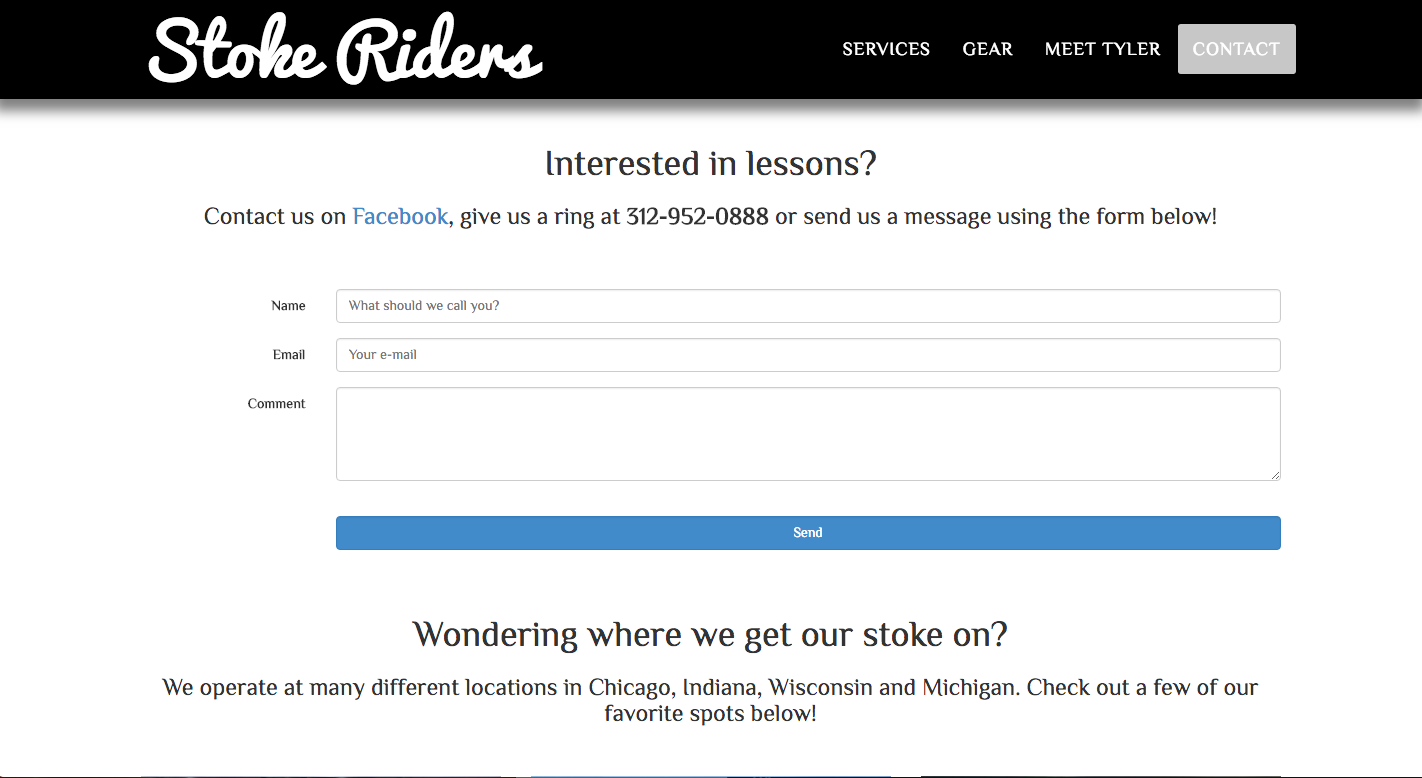 Stoke Riders
SERVICES GEAR MEET TYLER CONTACT
Interested in lessons?
Contact us on Facebook, give us a ring at 312-952-0888 or send us a message using the form below!
Name What should we call you?
Email Your e-mail
Comment
Send
Wondering where we get our stoke on?
We operate at many different locations in Chicago, Indiana, Wisconsin and Michigan. Check out a few of our
favorite spots below!